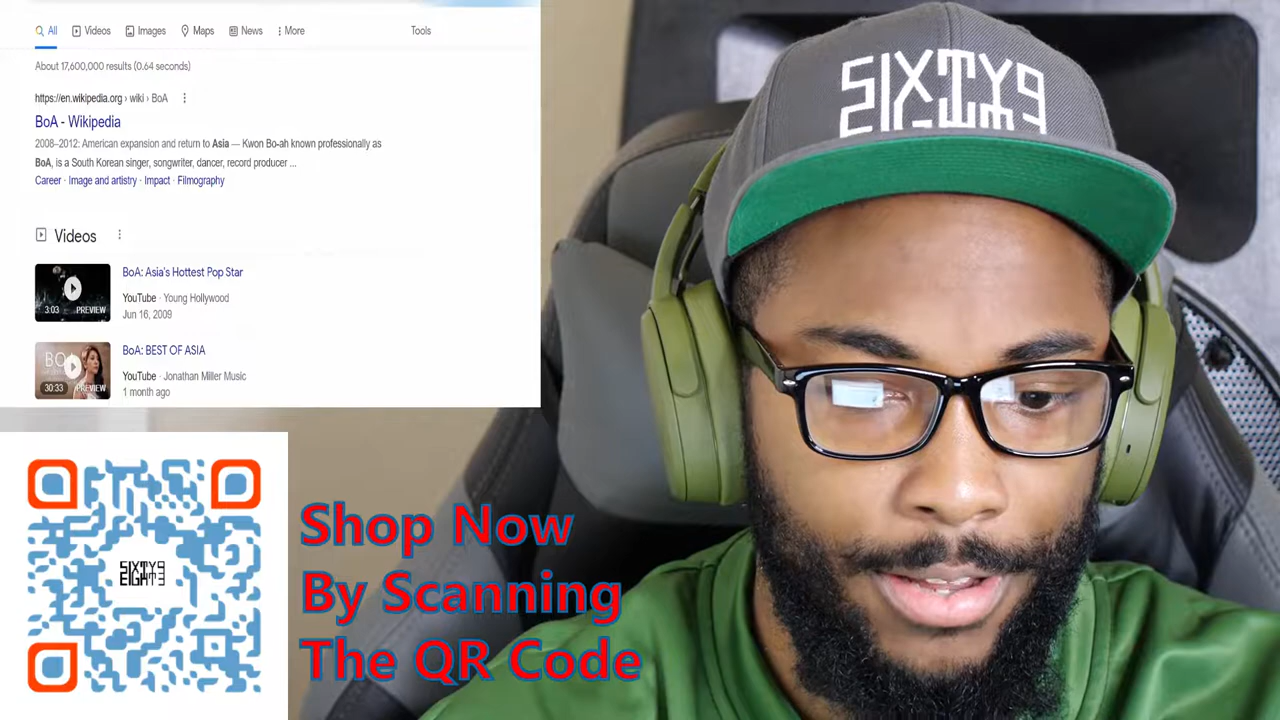 All
Videos
Images
Maps
News
More
Tools
About 17,600,000 results (0.64 seconds)
https://en.wikipedia.org › wiki › BoA
BoA - Wikipedia
2008–2012: American expansion and return to Asia — Kwon Bo-ah known professionally as
BoA, is a South Korean singer, songwriter, dancer, record producer ...
Career · Image and artistry · Impact · Filmography
Videos
BoA: Asia's Hottest Pop Star
3:03 PREVIEW
YouTube · Young Hollywood
Jun 16, 2009
BoA: BEST OF ASIA
BOA
30:33 PREVIEW
YouTube · Jonathan Miller Music
1 month ago
SIXTY9
SIXTY9
EIGHT3
Shop Now
By Scanning
The QR Code